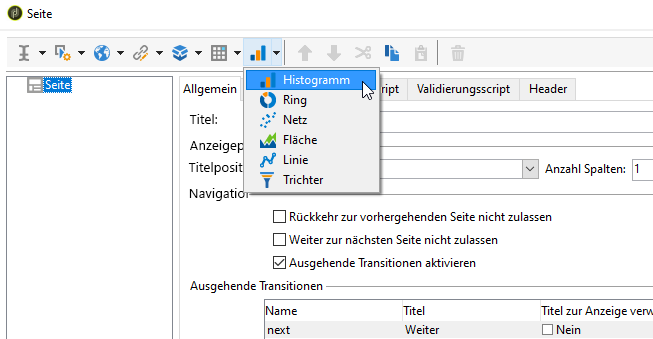 Seite
Seite
Allgemein ript Validierungsscript Header
Histogramm
Ring
Netz
Fläche
Linie
Trichter
Titel:
Anzeigep
Titelposit Anzahl Spalten: 1
Navigation
Rückkehr zur vorhergehenden Seite nicht zulassen
Weiter zur nächsten Seite nicht zulassen
Ausgehende Transitionen aktivieren
Ausgehende Transitionen
Name Titel Titel zur Anzeige verw
next Weiter Nein